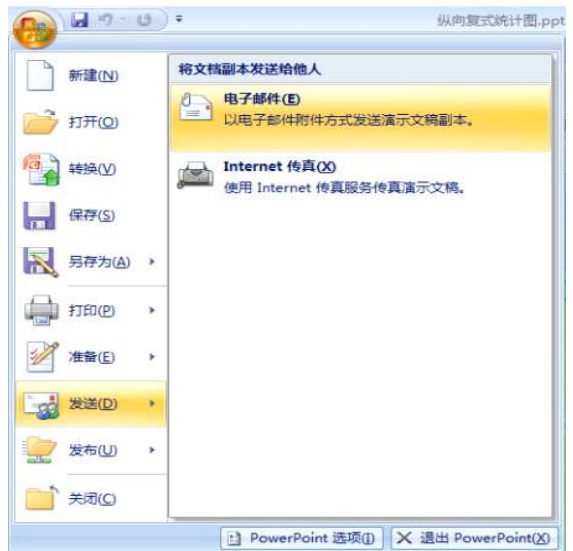 纵向复式统计图.ppt
新建(N)
打开(O)
转换(V)
保存(S)
另存为(A)
打印(P)
准备(E)
发送(D)
发布(U)
关闭(C)
将文档副本发送给他人
电子邮件(E)
以电子邮件附件方式发送演示文稿副本。
Internet 传真(X)
使用 Internet 传真服务传真演示文稿。
PowerPoint 选项(I)
退出 PowerPoint(X)